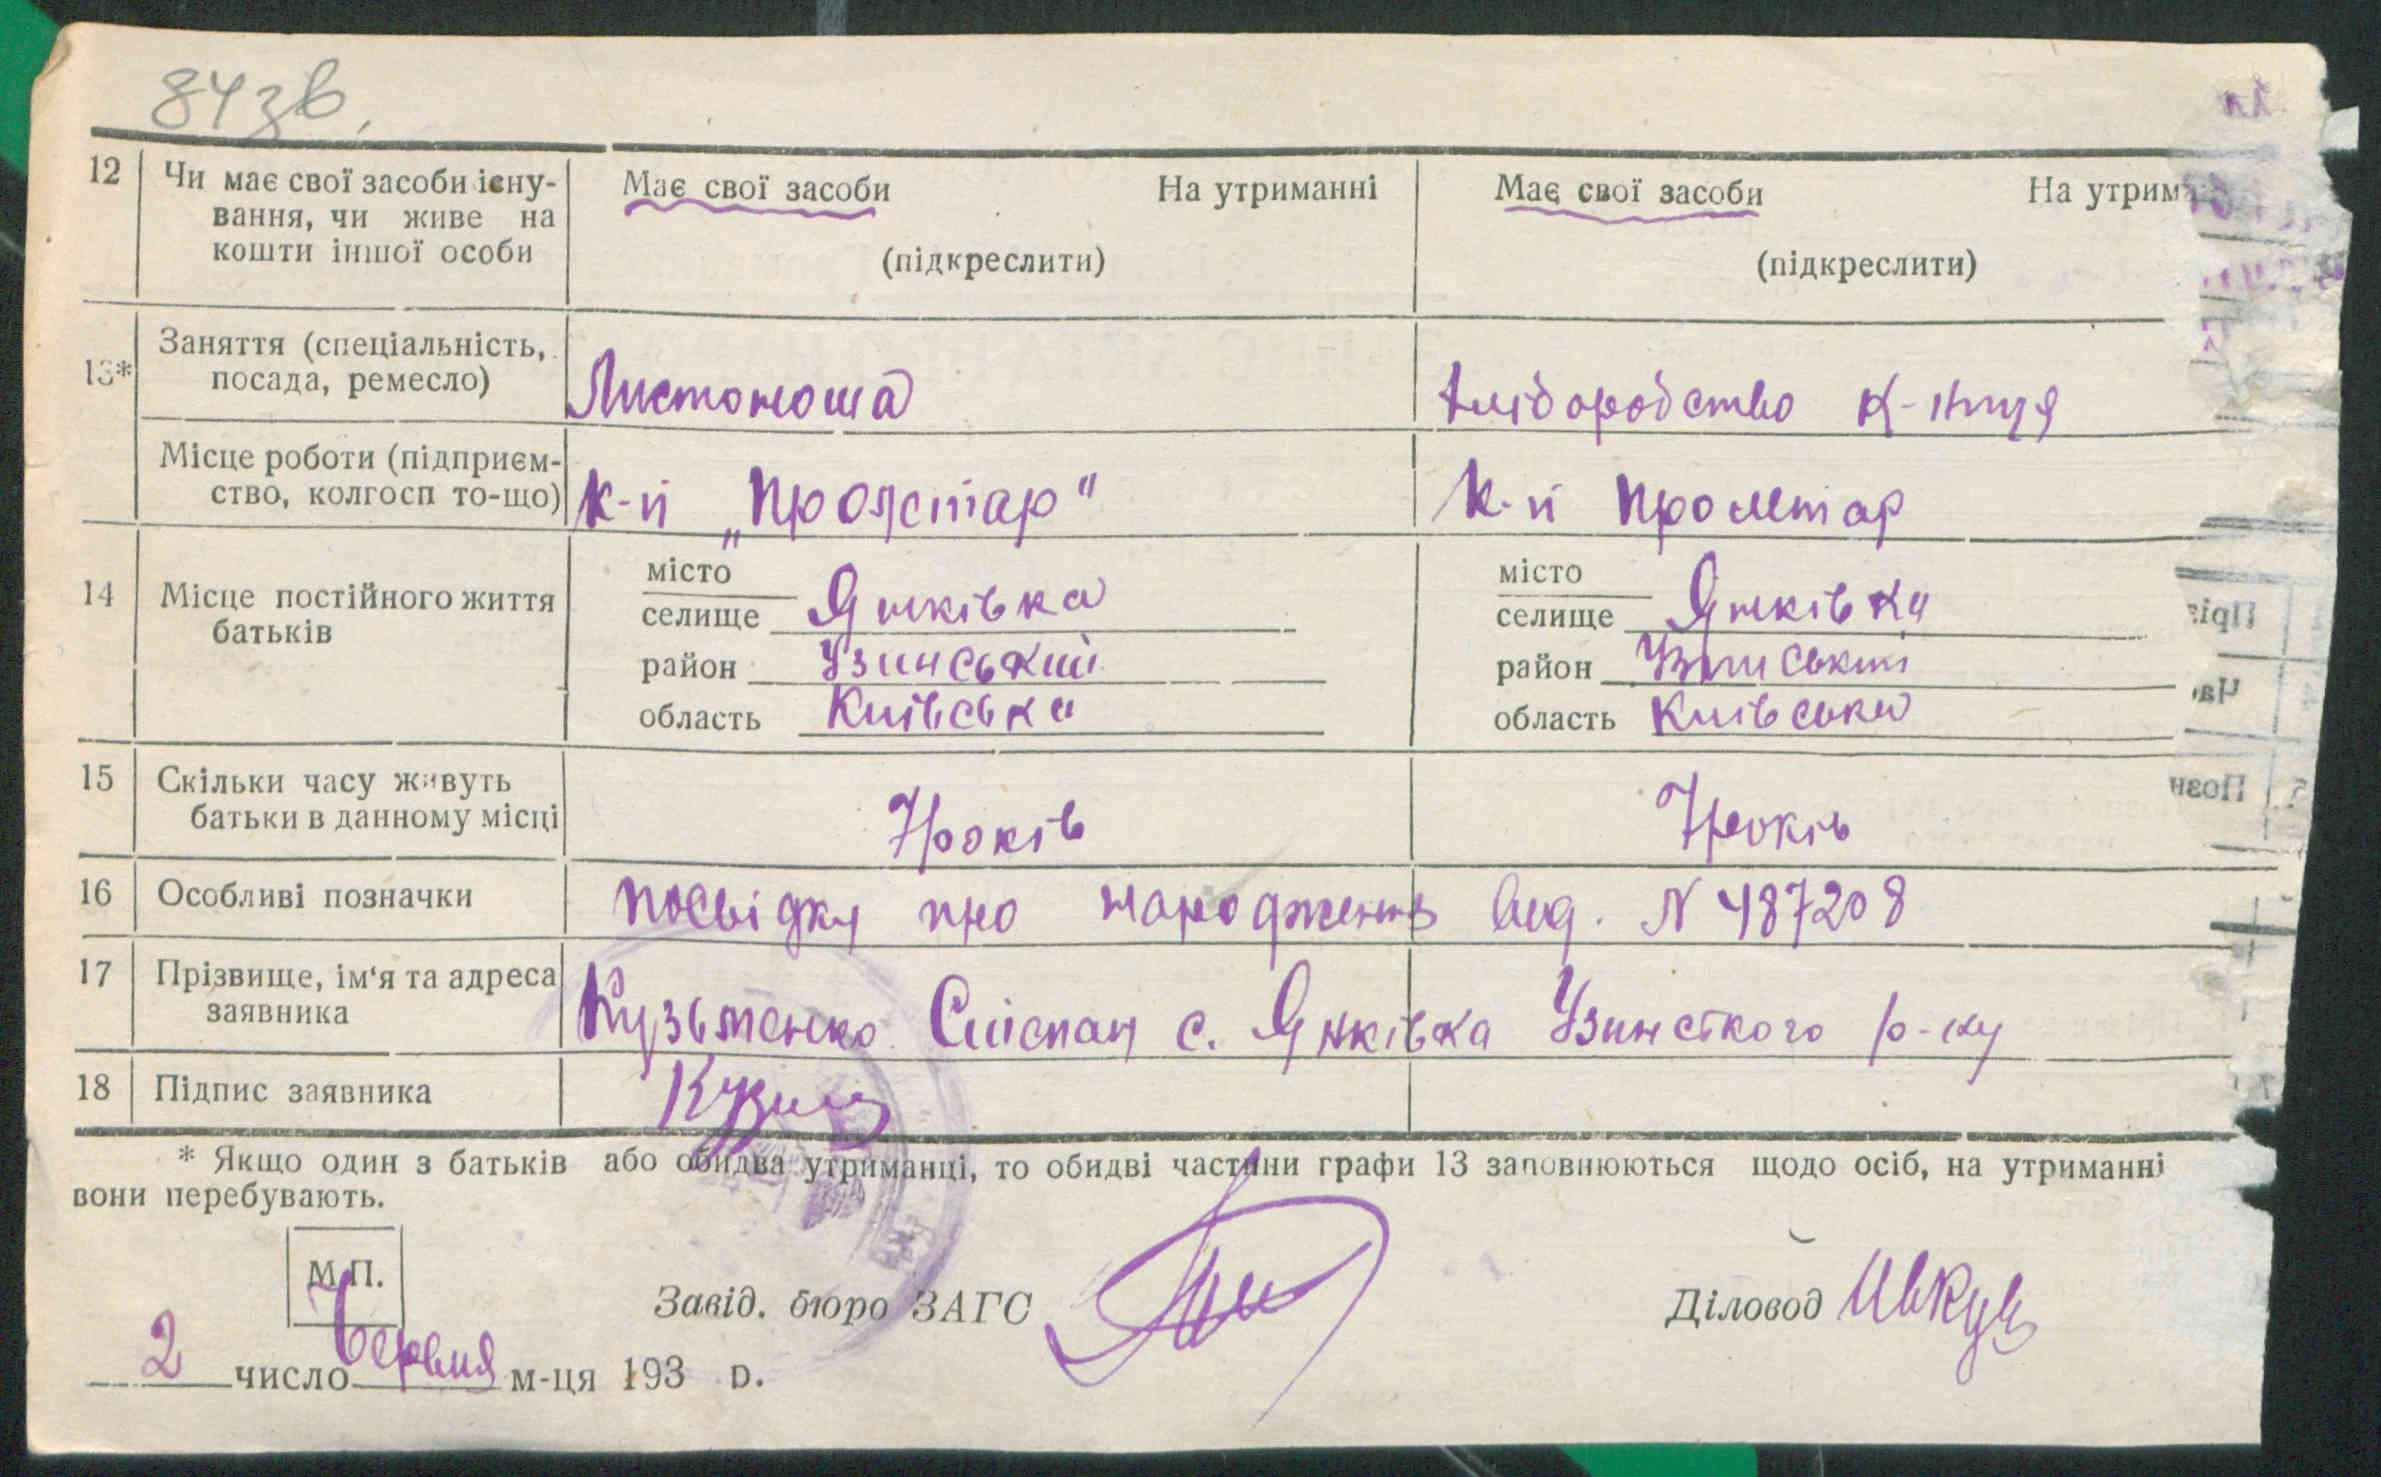 84зв.
12 Чи має свої засоби існу-
вання, чи живе на
кошти іншої особи
Має свої засоби На утриманні
(підкреслити)
Має свої засоби На утрима
(підкреслити)
13* Заняття (спеціальність,
посада, ремесло)
Листоноша
хліборобство к-ниця
Місце роботи (підприєм-
ство, колгосп то-що)
к-п „Пролетар"
к-п Пролетар
14 Місце постійного життя
батьків
місто
селище Янківка
район Узинський
область Київська
місто
селище Янківка
район Узинський
область Київська
15 Скільки часу живуть
батьки в данному місці
7 років
7 років
16 Особливі позначки
посвідку про народження вид. N 487208
17 Прізвище, ім‘я та адреса
заявника
Кузьменко Степан с. Янківка Узинсткого р-ну
18 Підпис заявника
* Якщо один з батьків або обидва утриманці, то обидві частини графи 13 заповнюються щодо осіб, на утриманні
вони перебувають.
М.П.
Завід. бюро ЗАГС
Діловод
2 число Червня м-ця 193 р.